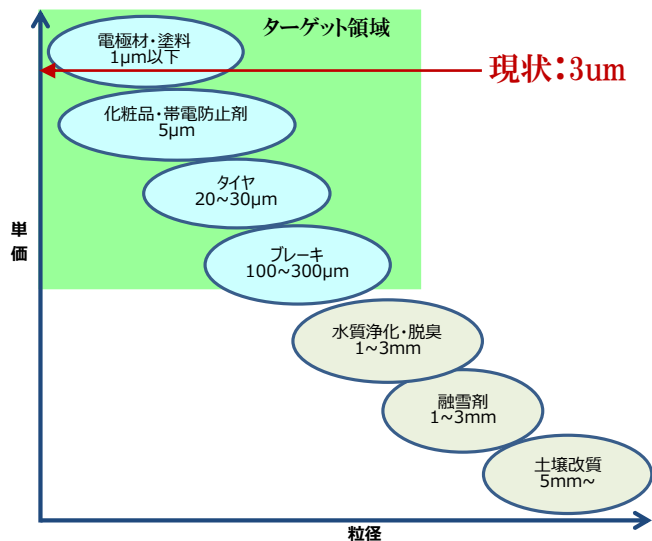 ターゲット領域
電極材・塗料
1μm以下
現状:3um
化粧品・帯電防止剤
5μm
タイヤ
20~30μm
単価
ブレーキ
100~300μm
水質浄化・脱臭
1~3mm
融雪剤
1~3mm
土壌改質
5mm~
粒径